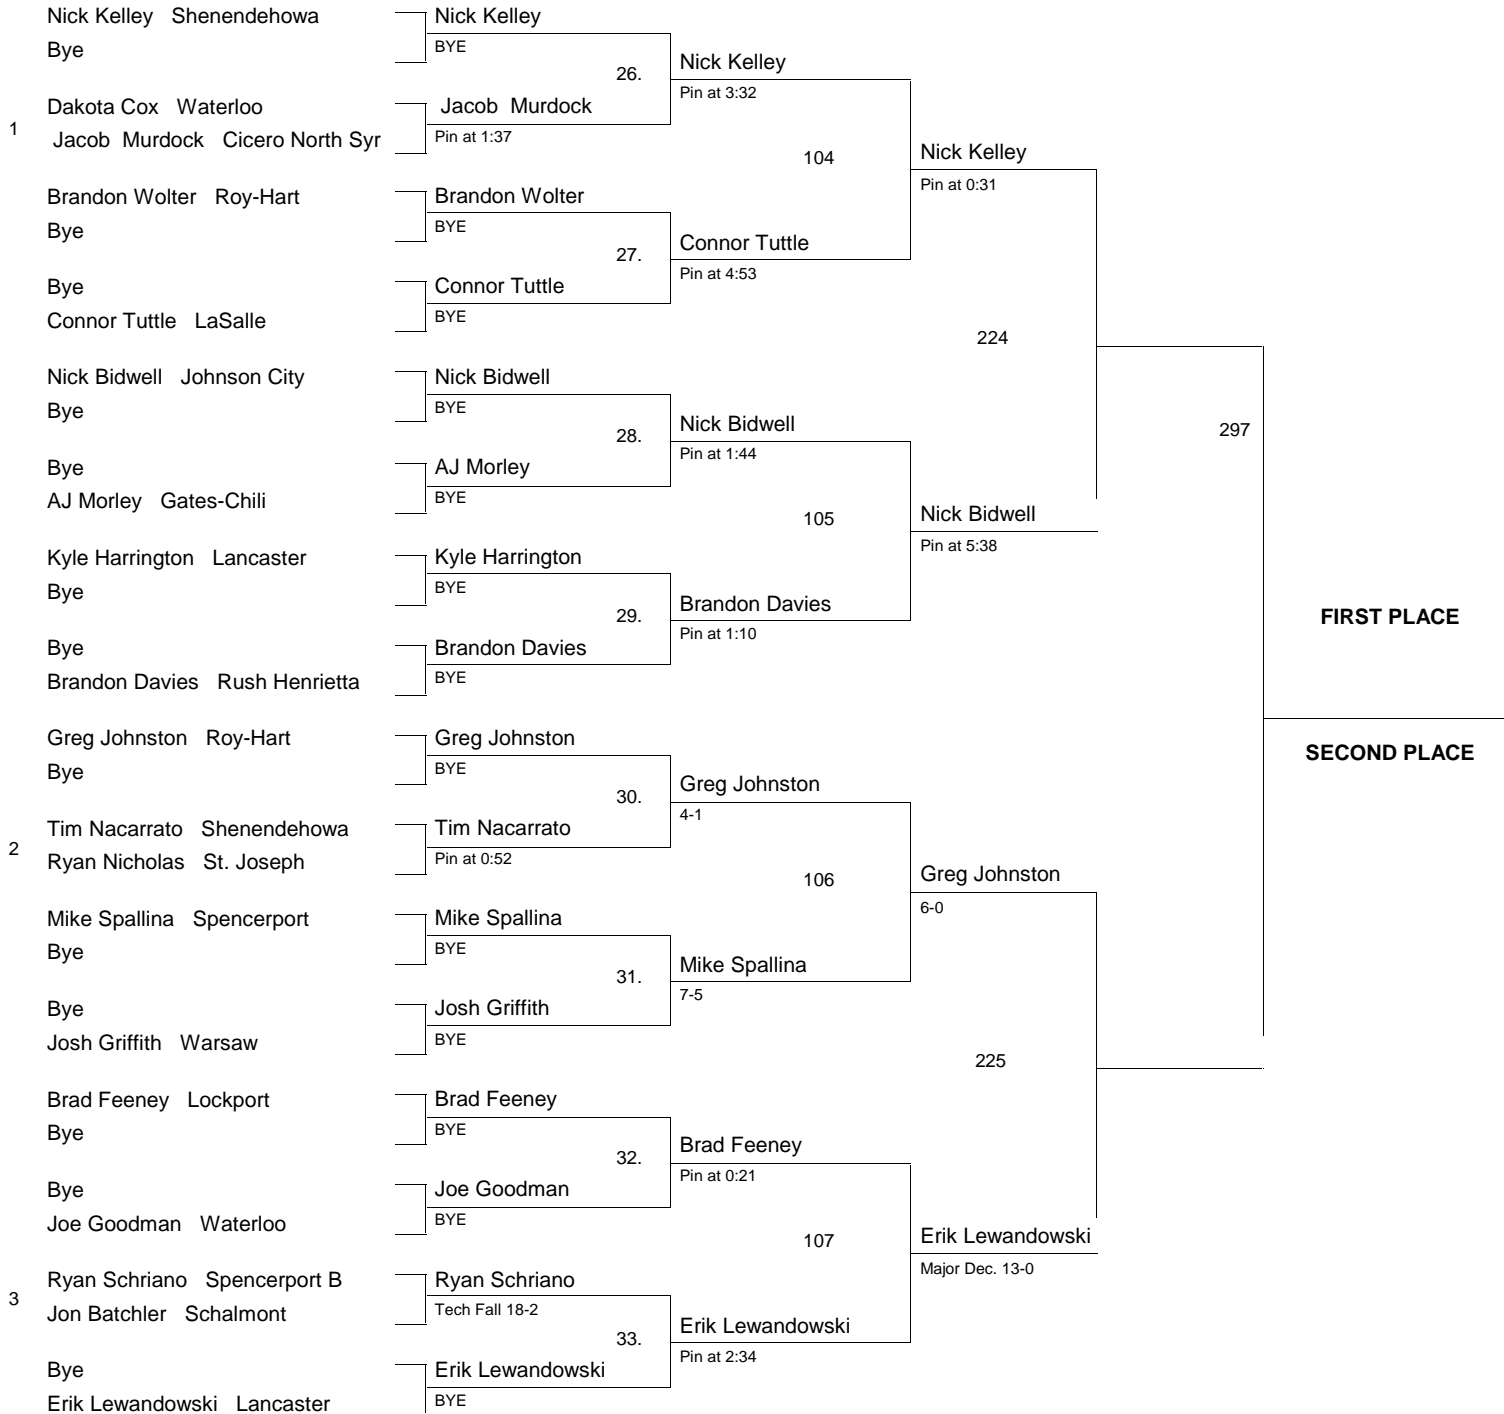 Nick Kelley Shenendehowa
Bye
1
Dakota Cox Waterloo
Jacob Murdock Cicero North Syr
Brandon Wolter Roy-Hart
Bye
Bye
Connor Tuttle LaSalle
Nick Bidwell Johnson City
Bye
Bye
AJ Morley Gates-Chili
Kyle Harrington Lancaster
Bye
Bye
Brandon Davies Rush Henrietta
Greg Johnston Roy-Hart
Bye
2
Tim Nacarrato Shenendehowa
Ryan Nicholas St. Joseph
Mike Spallina Spencerport
Bye
Bye
Josh Griffith Warsaw
Brad Feeney Lockport
Bye
Bye
Joe Goodman Waterloo
3
Ryan Schriano Spencerport B
Jon Batchler Schalmont
Bye
Erik Lewandowski Lancaster
Nick Kelley
BYE
26.
Jacob Murdock
Pin at 1:37
Brandon Wolter
BYE
27.
Connor Tuttle
BYE
Nick Bidwell
BYE
28.
AJ Morley
BYE
Kyle Harrington
BYE
29.
Brandon Davies
BYE
Greg Johnston
BYE
30.
Tim Nacarrato
Pin at 0:52
Mike Spallina
BYE
31.
Josh Griffith
BYE
Brad Feeney
BYE
32.
Joe Goodman
BYE
Ryan Schriano
Tech Fall 18-2
33.
Erik Lewandowski
BYE
Nick Kelley
Pin at 3:32
104
Connor Tuttle
Pin at 4:53
Nick Bidwell
Pin at 1:44
105
Brandon Davies
Pin at 1:10
Greg Johnston
4-1
106
Mike Spallina
7-5
Brad Feeney
Pin at 0:21
107
Erik Lewandowski
Pin at 2:34
Nick Kelley
Pin at 0:31
224
Nick Bidwell
Pin at 5:38
Greg Johnston
6-0
225
Erik Lewandowski
Major Dec. 13-0
297
FIRST PLACE
SECOND PLACE